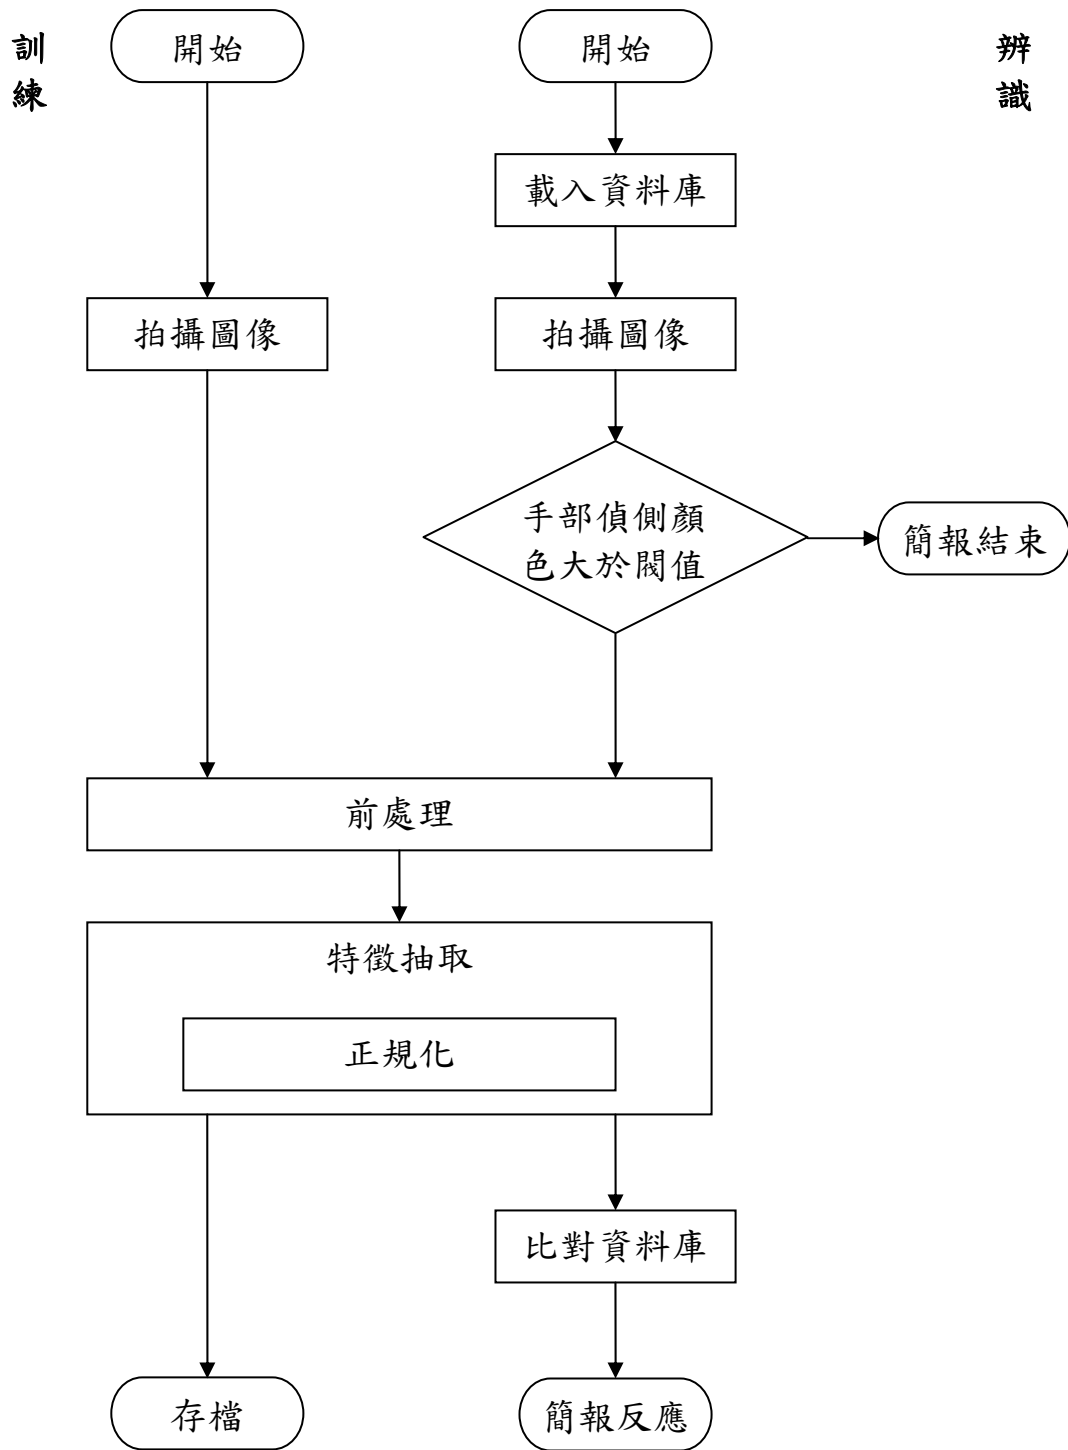 訓練
開始
開始
辨識
載入資料庫
拍攝圖像
拍攝圖像
手部偵側顏
色大於閥值
簡報結束
前處理
特徵抽取
正規化
比對資料庫
存檔
簡報反應